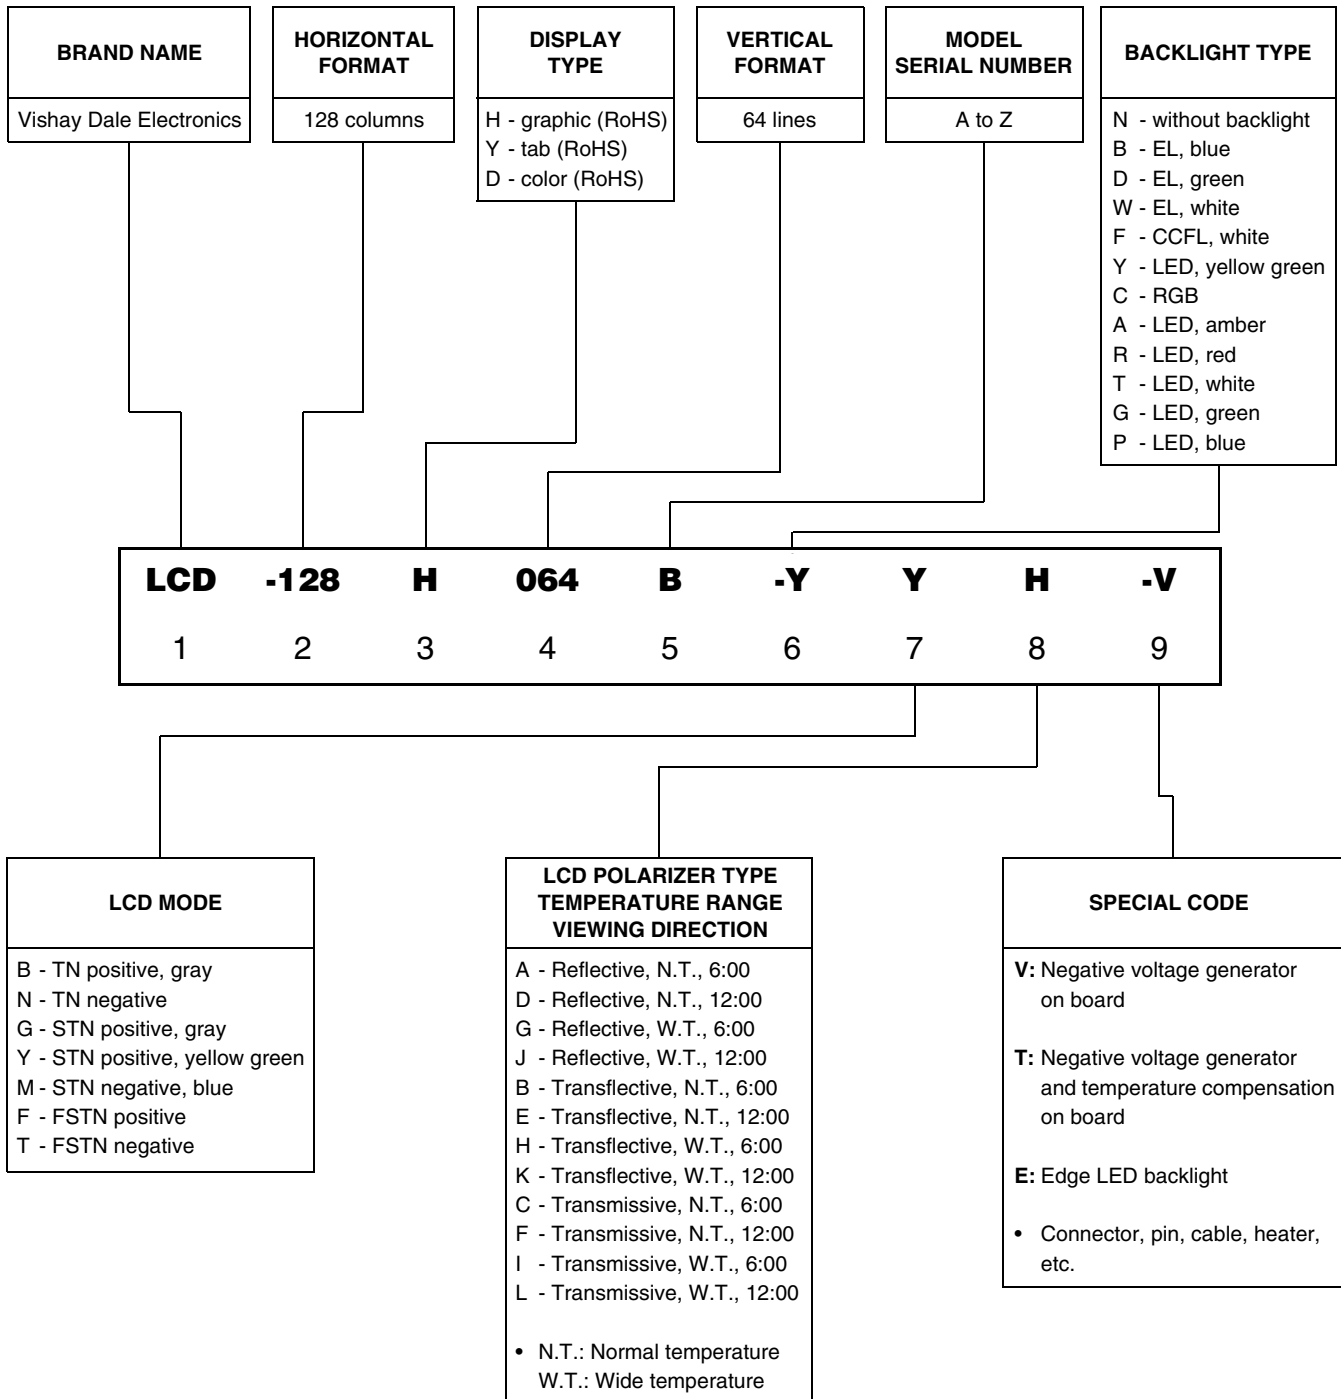 BRAND NAME
Vishay Dale Electronics
HORIZONTAL
FORMAT
128 columns
DISPLAY
TYPE
H - graphic (RoHS)
Y - tab (RoHS)
D - color (RoHS)
VERTICAL
FORMAT
64 lines
MODEL
SERIAL NUMBER
A to Z
BACKLIGHT TYPE
N - without backlight
B - EL, blue
D - EL, green
W - EL, white
F - CCFL, white
Y - LED, yellow green
C - RGB
A - LED, amber
R - LED, red
T - LED, white
G - LED, green
P - LED, blue
LCD -128 H 064 B -Y Y H -V
1 2 3 4 5 6 7 8 9
LCD MODE
B - TN positive, gray
N - TN negative
G - STN positive, gray
Y - STN positive, yellow green
M - STN negative, blue
F - FSTN positive
T - FSTN negative
LCD POLARIZER TYPE
TEMPERATURE RANGE
VIEWING DIRECTION
A - Reflective, N.T., 6:00
D - Reflective, N.T., 12:00
G - Reflective, W.T., 6:00
J - Reflective, W.T., 12:00
B - Transflective, N.T., 6:00
E - Transflective, N.T., 12:00
H - Transflective, W.T., 6:00
K - Transflective, W.T., 12:00
C - Transmissive, N.T., 6:00
F - Transmissive, N.T., 12:00
I - Transmissive, W.T., 6:00
L - Transmissive, W.T., 12:00
• N.T.: Normal temperature
W.T.: Wide temperature
SPECIAL CODE
V: Negative voltage generator
on board
T: Negative voltage generator
and temperature compensation
on board
E: Edge LED backlight
• Connector, pin, cable, heater,
etc.